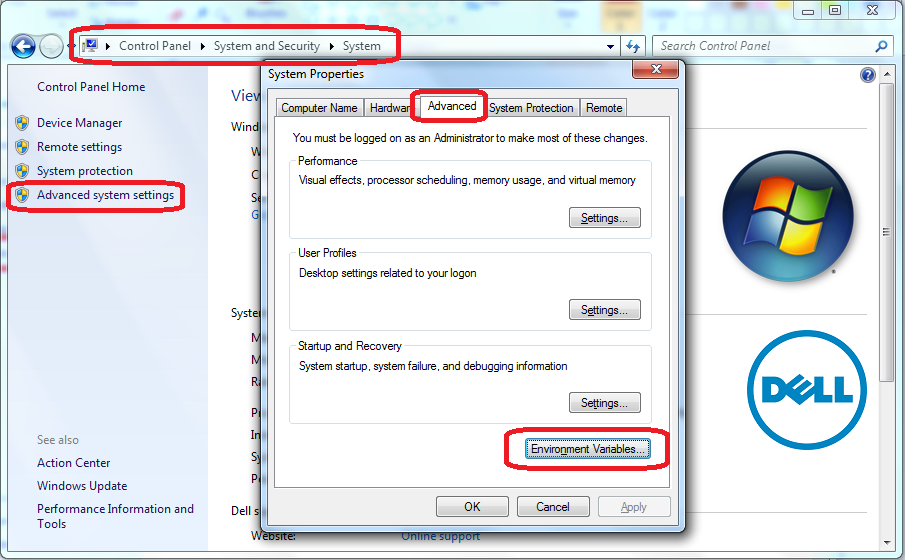 Control Panel
System and Security
System
Search Control Panel
Control Panel Home
Device Manager
Remote settings
System protection
Advanced system settings
See also
Action Center
Windows Update
Performance Information and
Tools
View
Dell s
Website:
Online support
System Properties
Computer Name
Advanced
System Protection
Remote
You must be logged on as an Administrator to make most of these changes.
Performance
Visual effects, processor scheduling, memory usage, and virtual memory
Settings...
User Profiles
Desktop settings related to your logon
Settings...
Startup and Recovery
System startup, system failure, and debugging information
Settings...
Environment Variables...
OK
Cancel
Apply
DELL